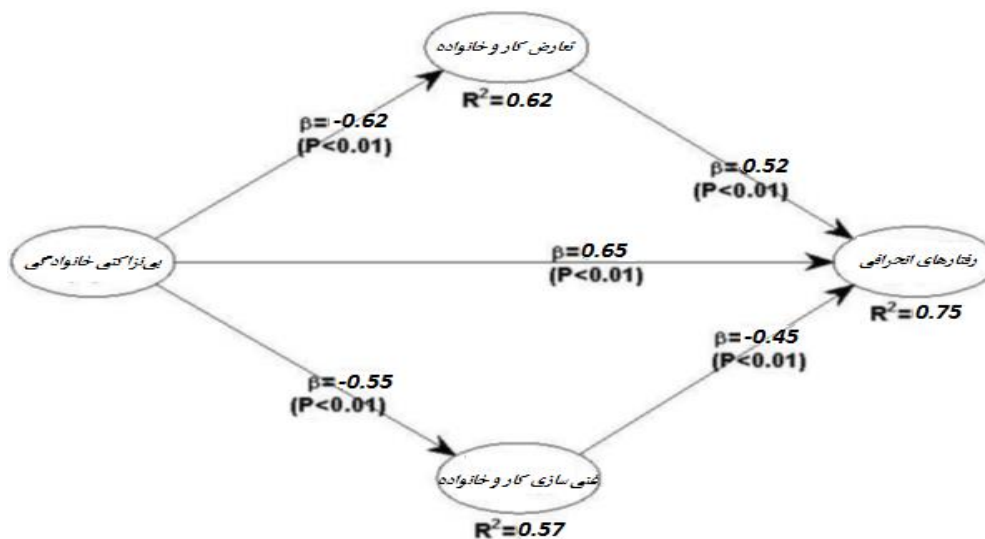 تعارض کار و خانواده
R²=0.62
β=-0.62
(P<0.01)
β=0.52
(P<0.01)
بی‌نزاکتی خانوادگی
β=0.65
(P<0.01)
رفتارهای انحرافی
R²=0.75
β=-0.45
(P<0.01)
β=-0.55
(P<0.01)
غنی سازی کار و خانواده
R²=0.57